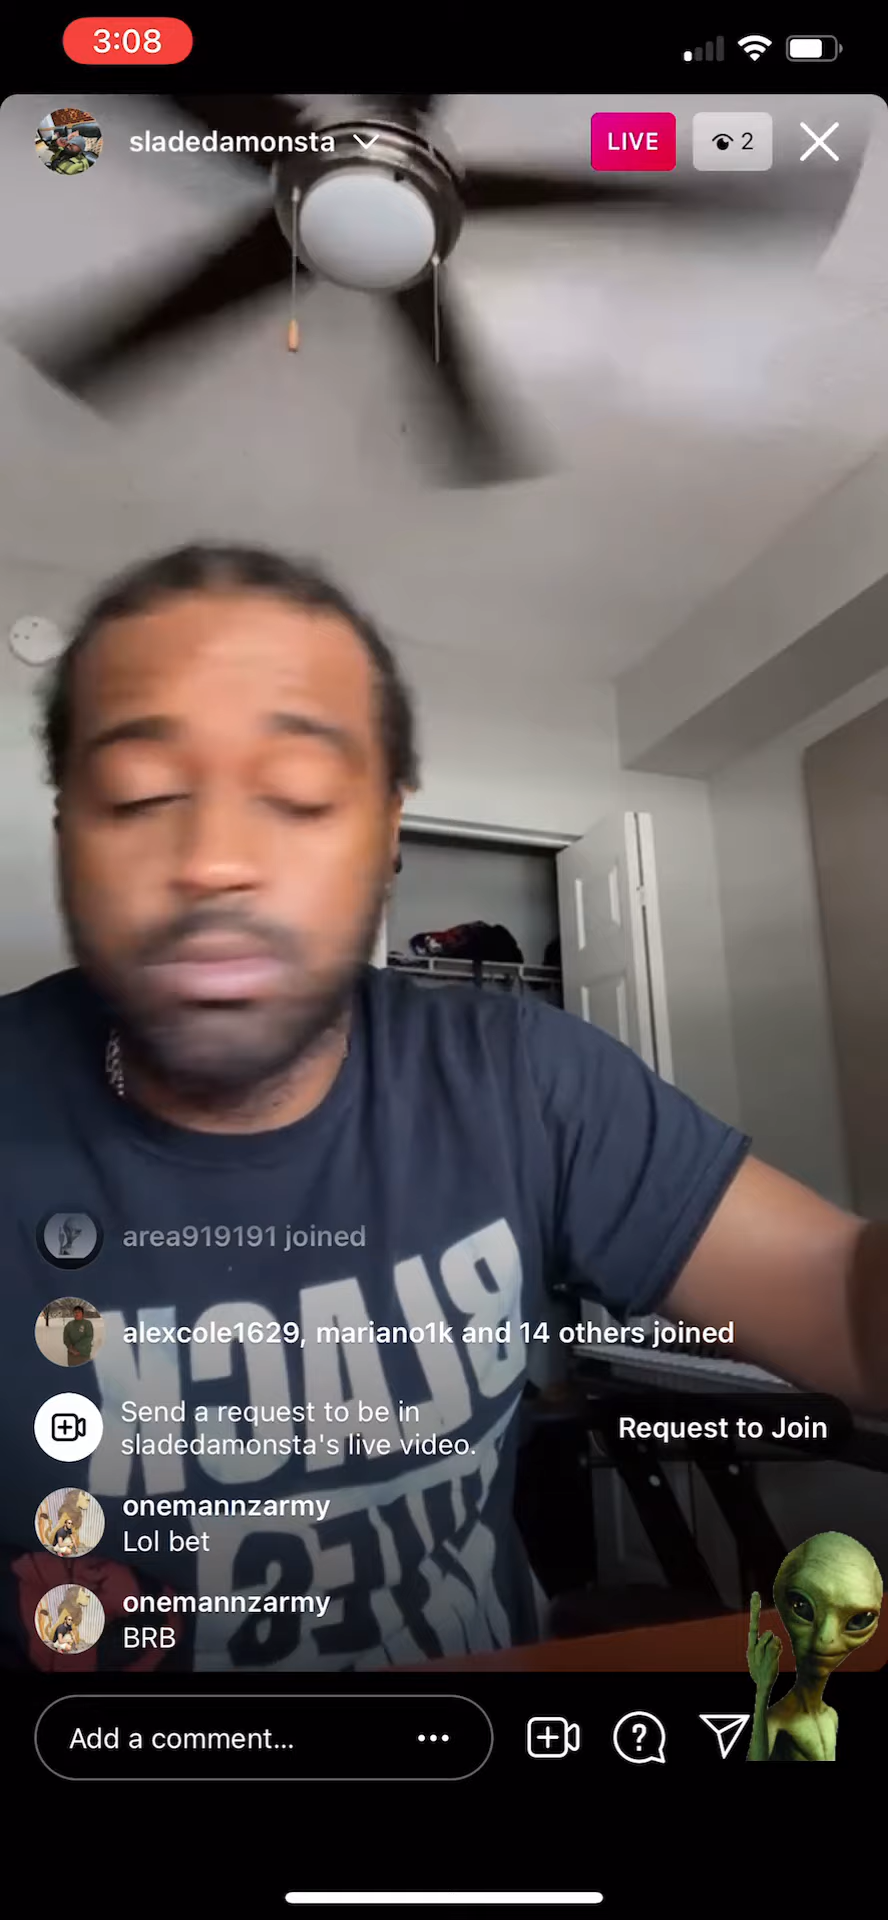 3:08
sladedamonsta
LIVE
2
area919191 joined
alexcole1629, mariano1k and 14 others joined
Send a request to be in
sladedamonsta's live video.
Request to Join
BLACK
onemannzarmy
Lol bet
onemannzarmy
BRB
Add a comment...